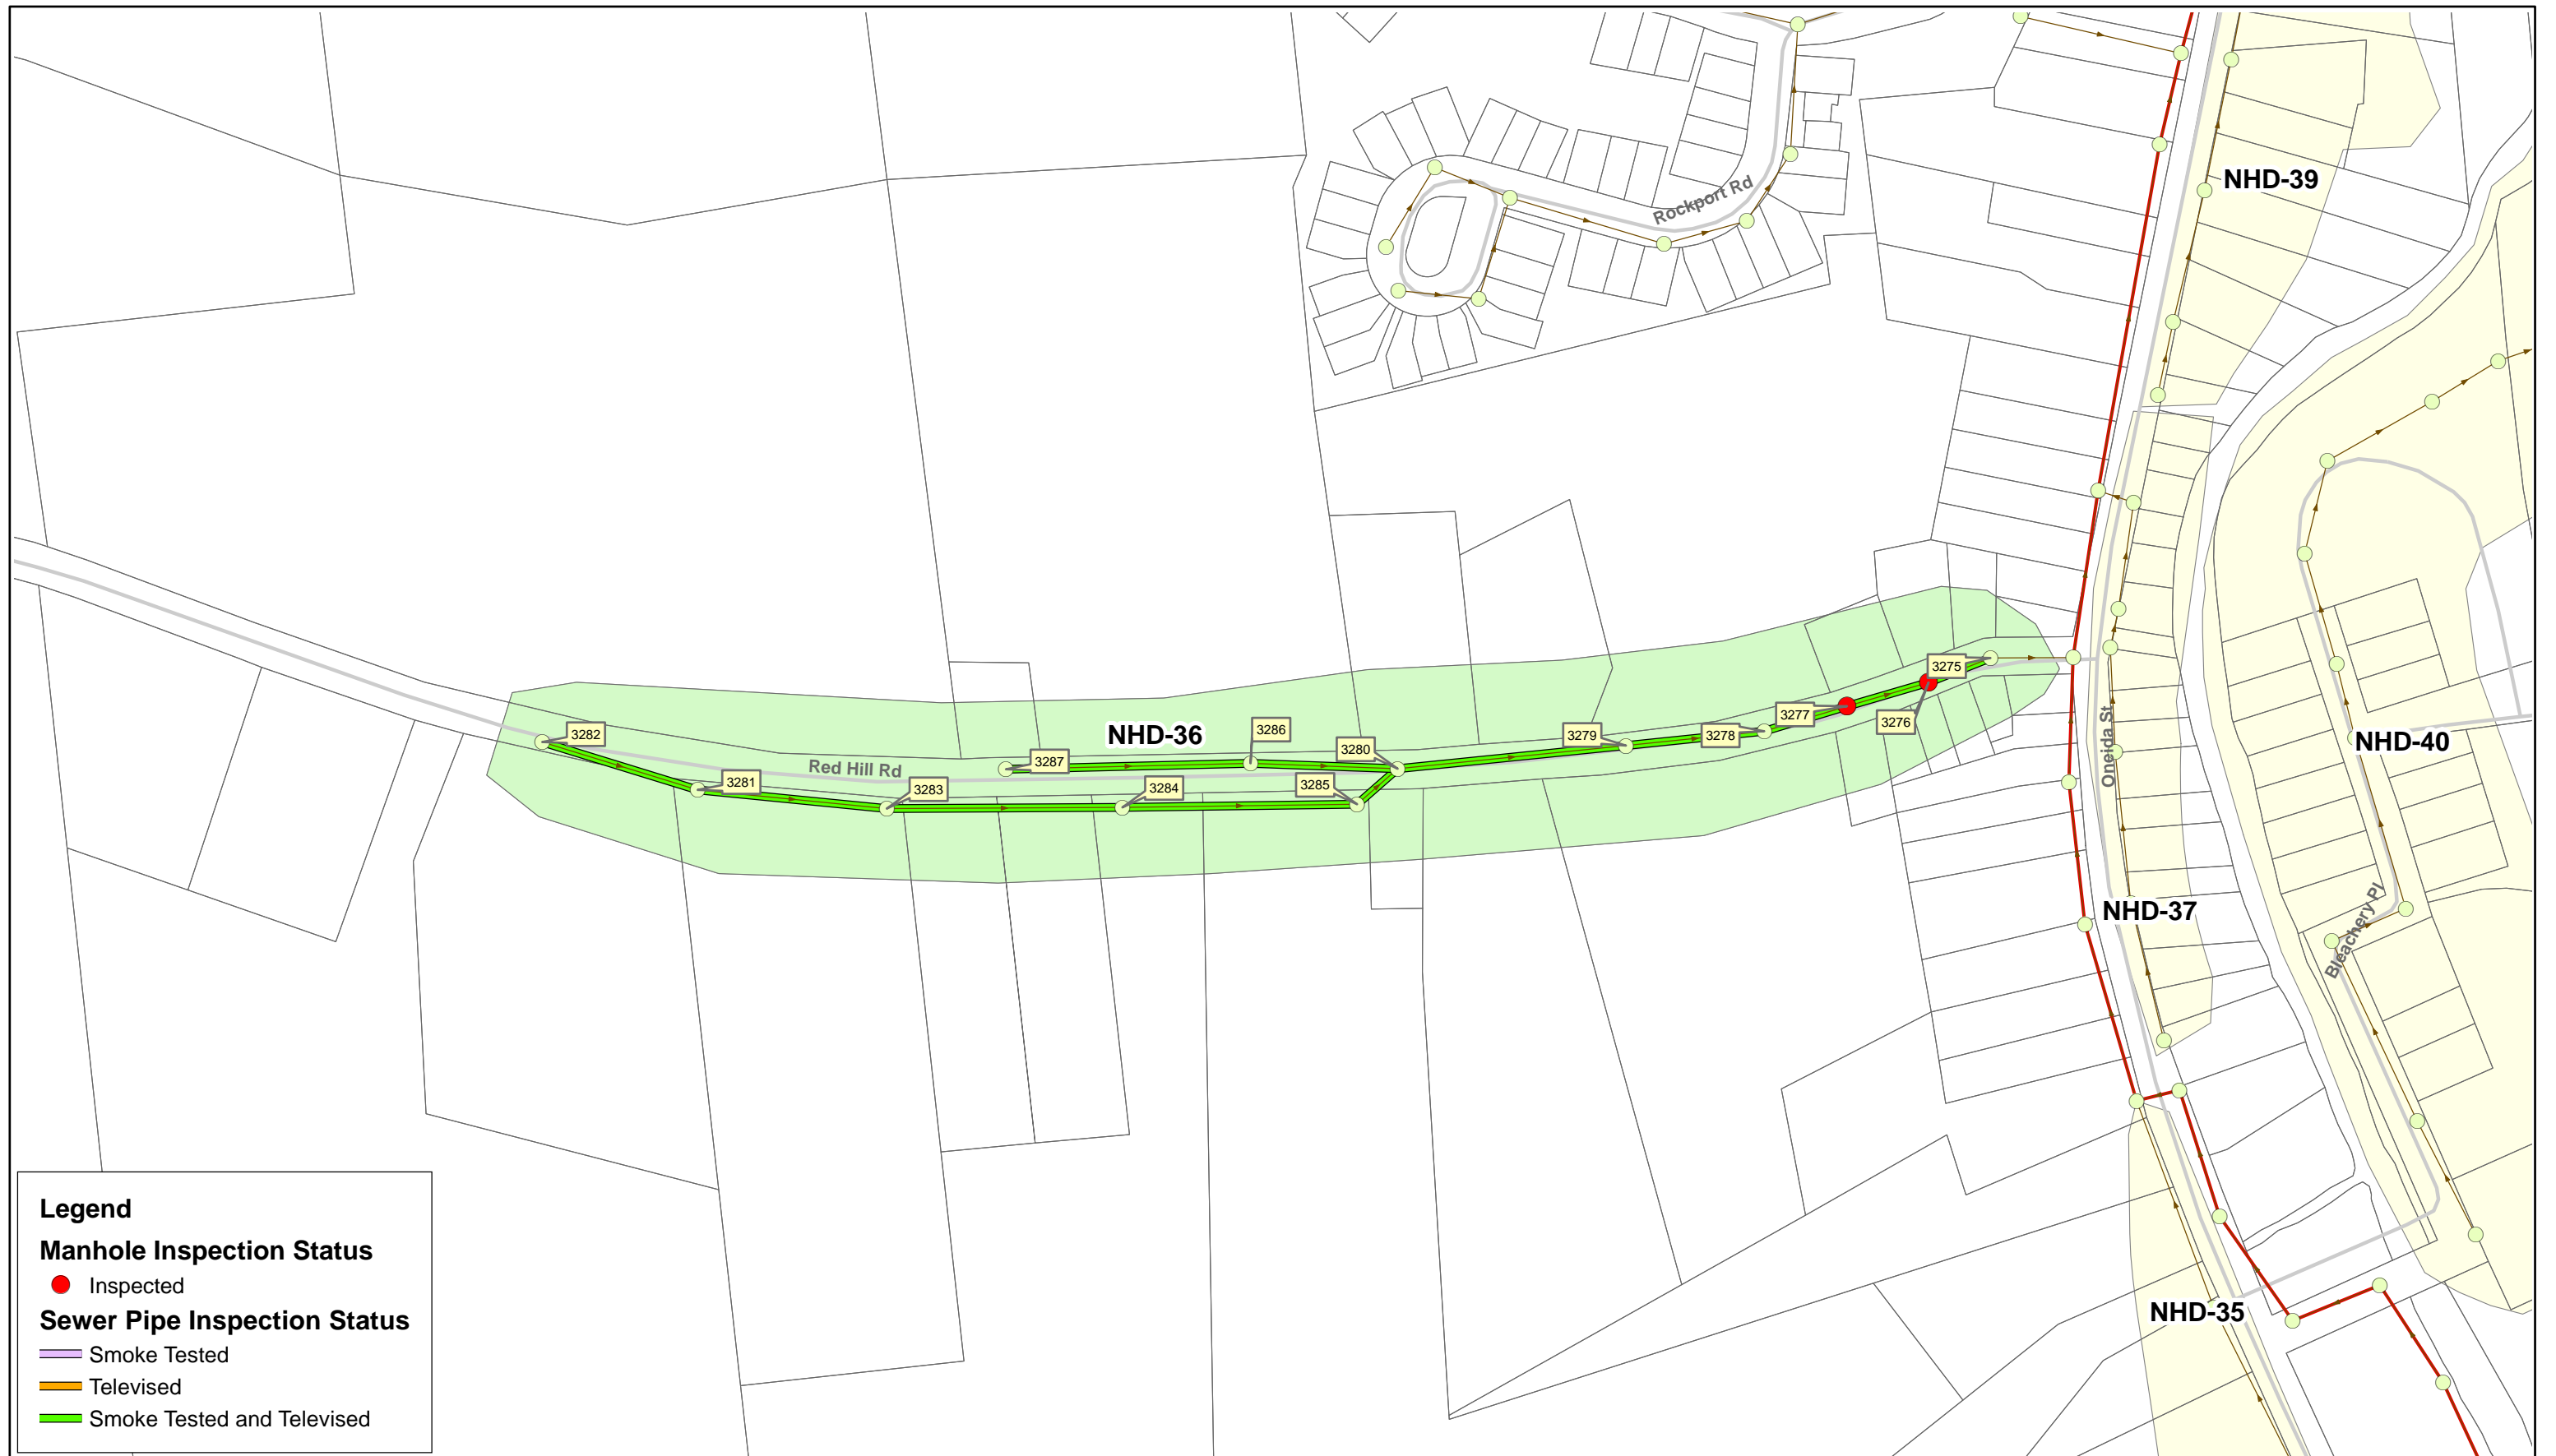 NHD-39
Rockport Rd
3275
3282
3277
3276
3286
NHD-36
3279
3278
3280
NHD-40
3287
Red Hill Rd
Oneida St
3281
3285
3283
3284
NHD-37
Bleachery Pl
Legend
Manhole Inspection Status
Inspected
Sewer Pipe Inspection Status
NHD-35
Smoke Tested
Televised
Smoke Tested and Televised